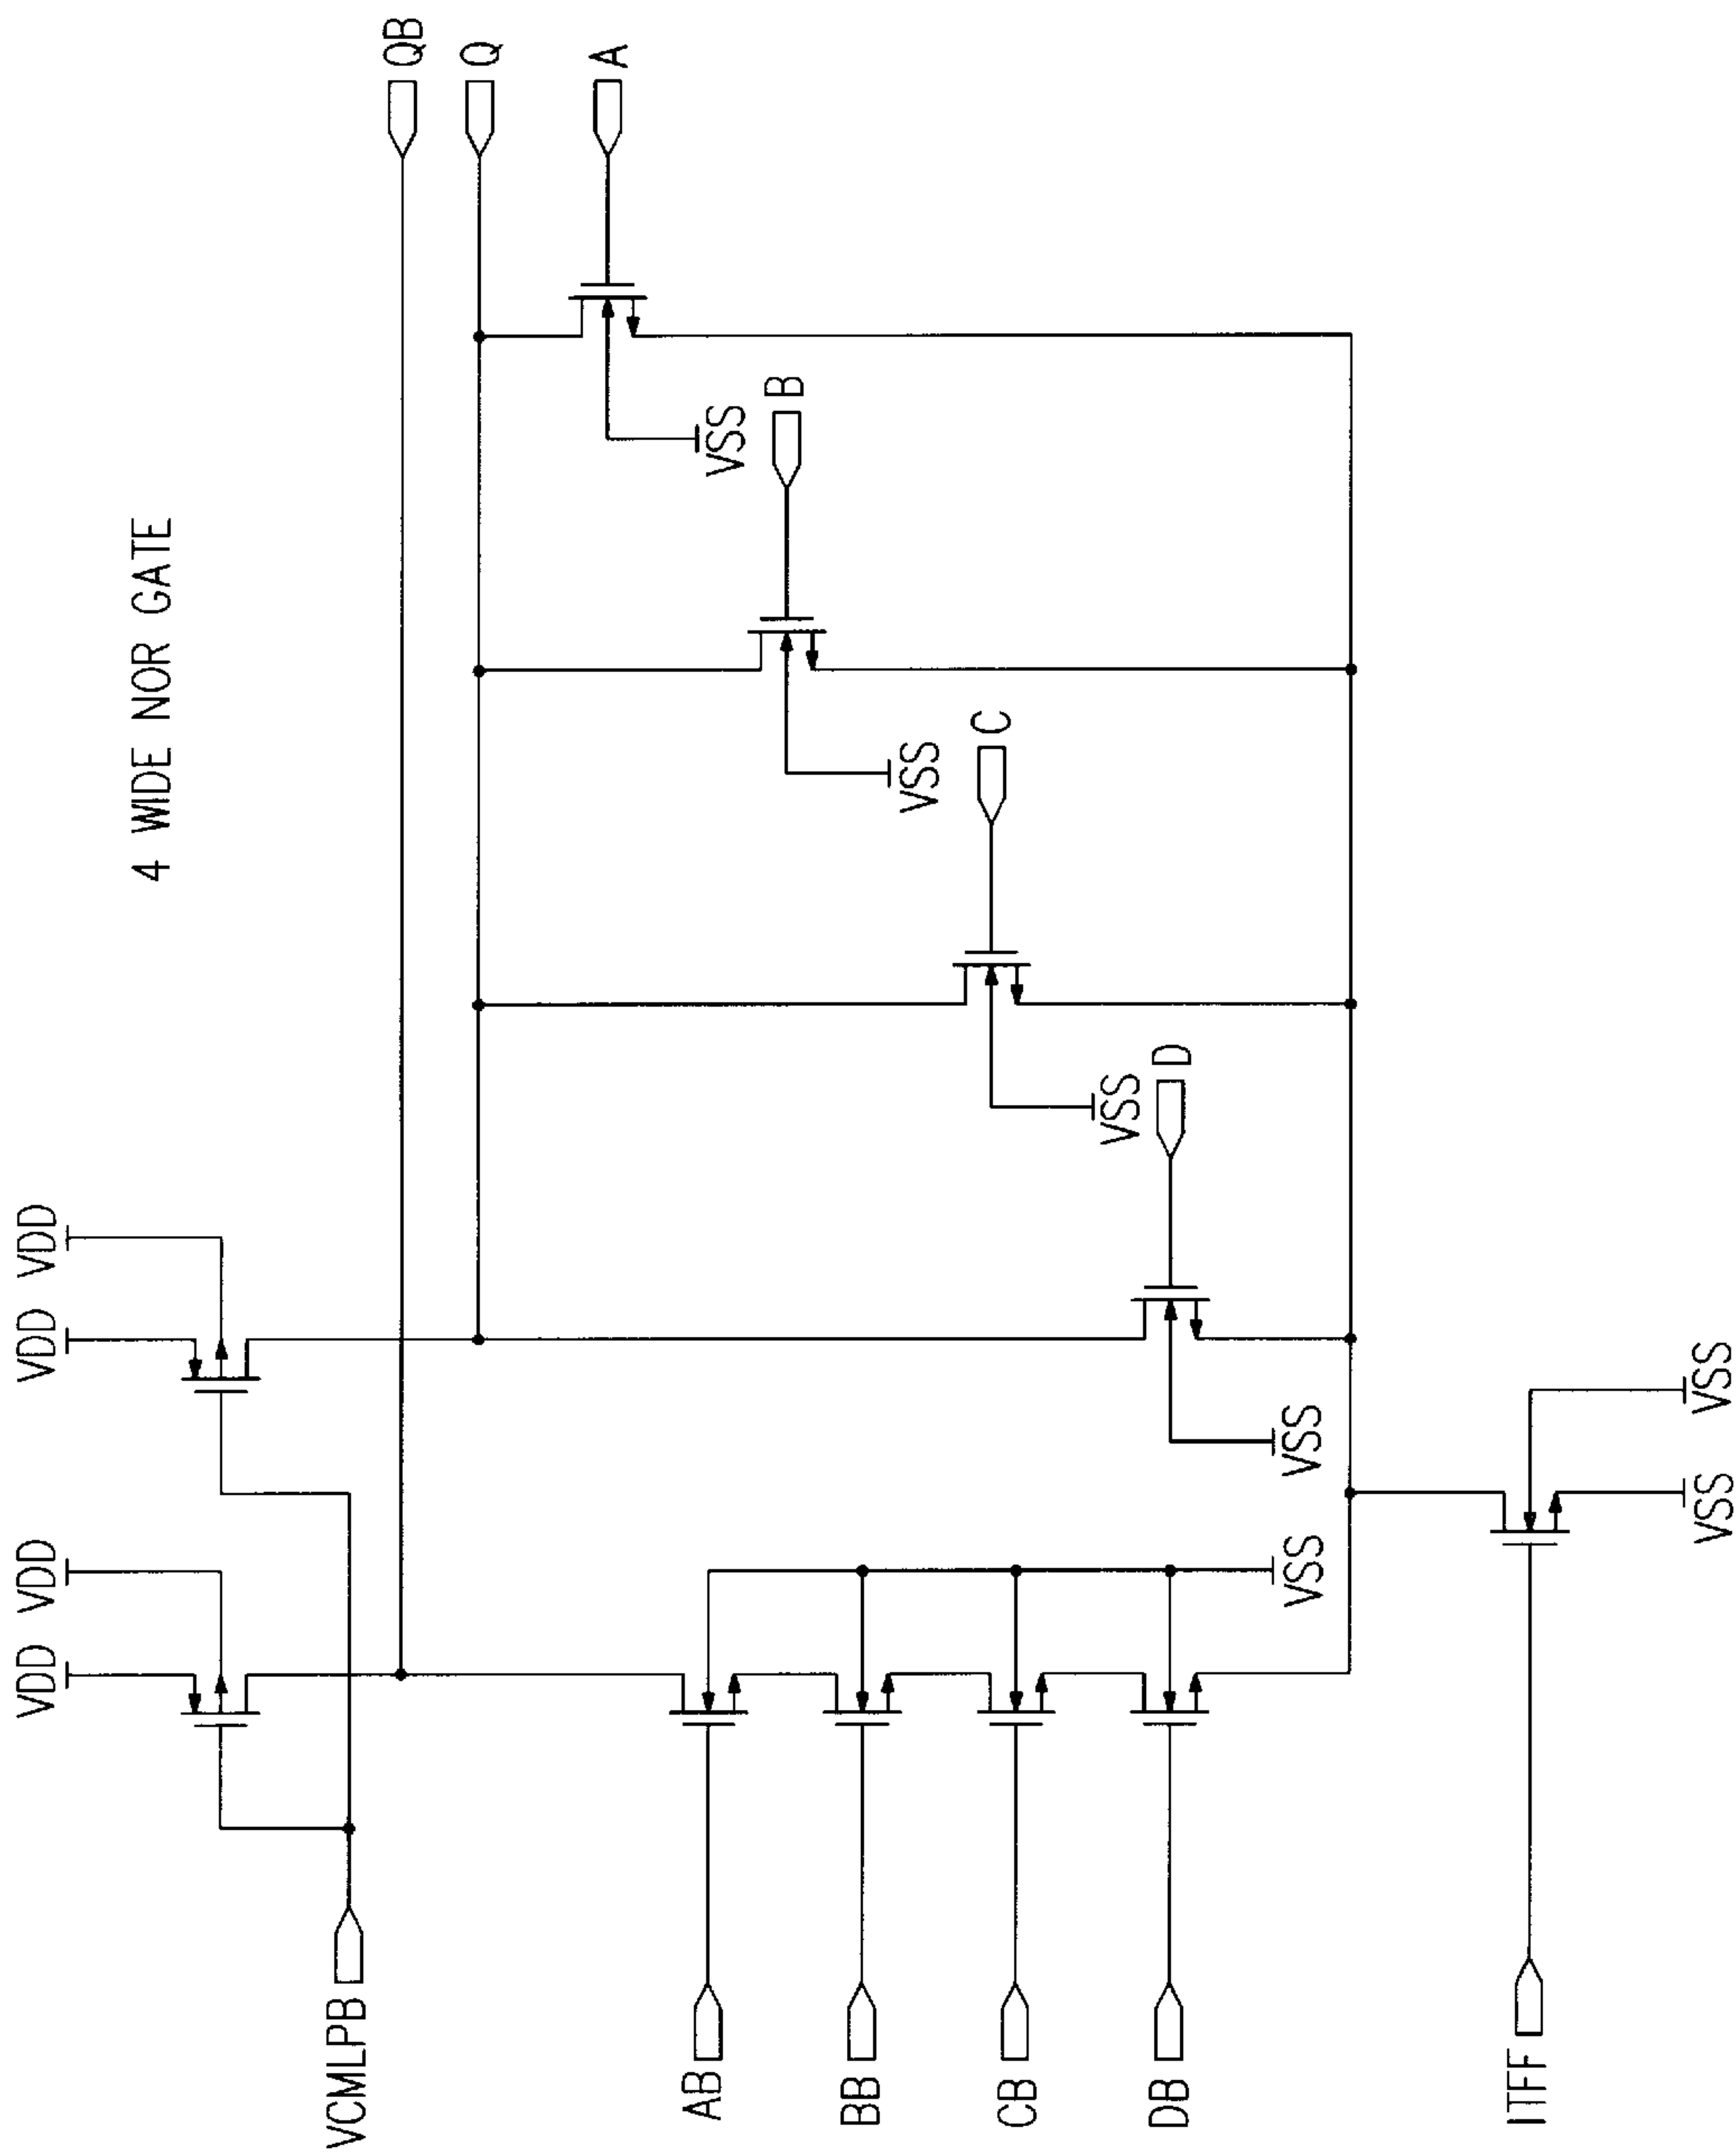 4 WIDE NOR GATE
VDD
VDD
VDD
VDD
VCMLPB
QB
Q
A
VSS
B
VSS
C
VSS
D
VSS
AB
BB
CB
DB
VSS
ITFF
VSS
VSS